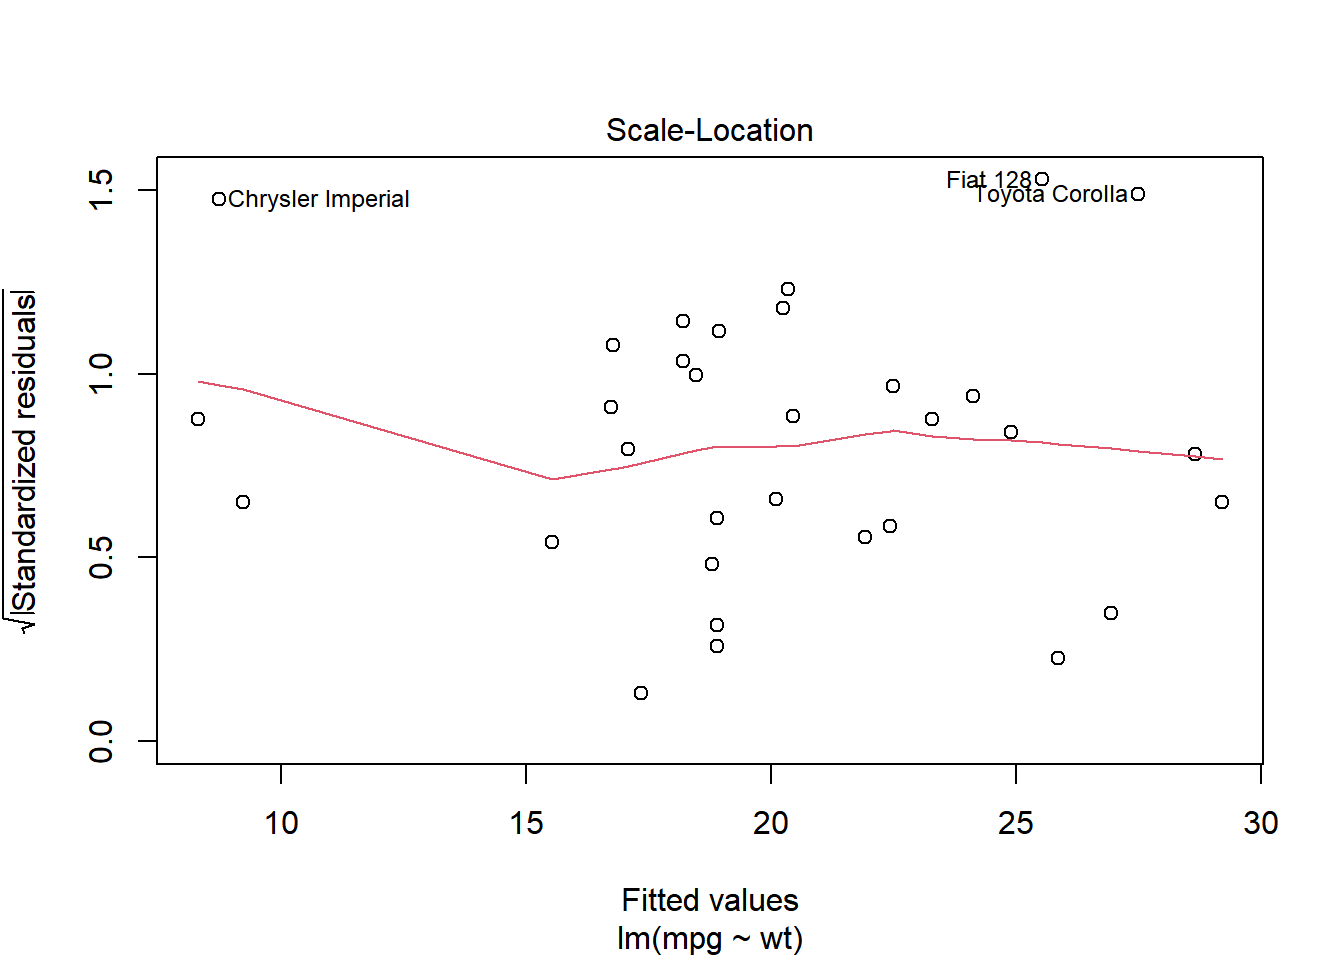 Scale-Location
√|Standardized residuals|
1.5
1.0
0.5
0.0
Chrysler Imperial
Fiat 128
Toyota Corolla
10 15 20 25 30
Fitted values
lm(mpg ~ wt)